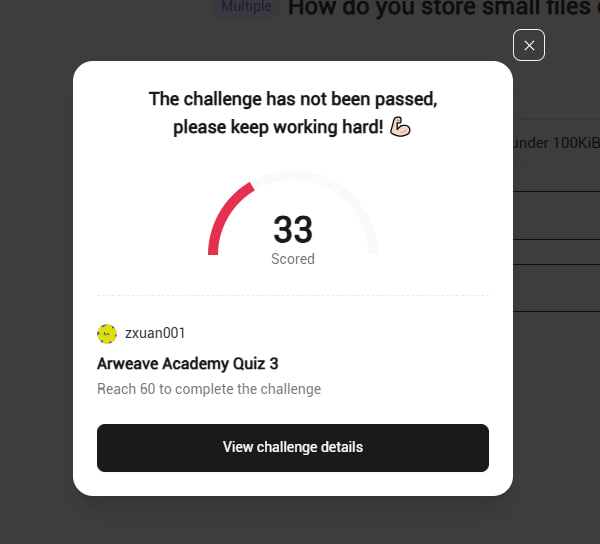 Multiple How do you store small files
The challenge has not been passed,
please keep working hard! 💪🏻
under 100KiB
33
Scored
zxuan001
Arweave Academy Quiz 3
Reach 60 to complete the challenge
View challenge details